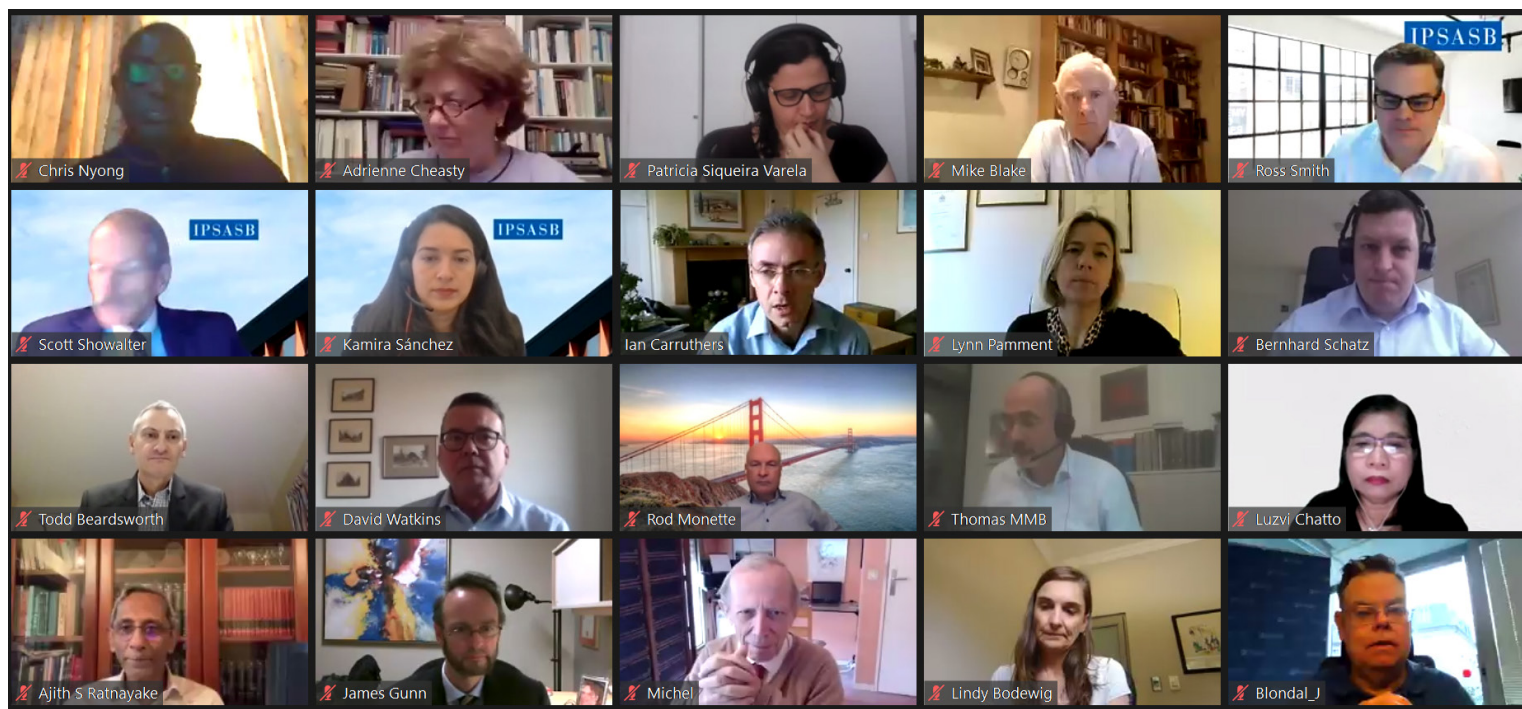 IPSASB
Chris Nyong
Adrienne Cheasty
Patricia Siqueira Varela
Mike Blake
Ross Smith
IPSASB
IPSASB
Scott Showalter
Kamira Sánchez
Ian Carruthers
Lynn Pamment
Bernhard Schatz
Todd Beardsworth
David Watkins
Rod Monette
Thomas MMB
Luzvi Chatto
Ajith S Ratnayake
James Gunn
Michel
Lindy Bodewig
Blondal_J